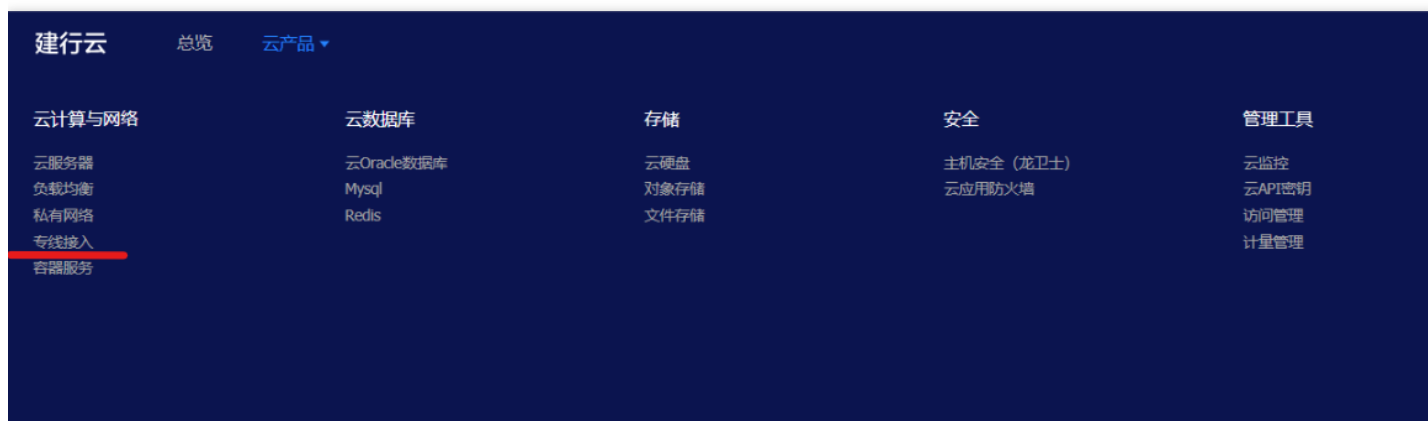 建行云 总览 云产品
云计算与网络
云服务器
负载均衡
私有网络
专线接入
容器服务
云数据库
云Oracle数据库
Mysql
Redis
存储
云硬盘
对象存储
文件存储
安全
主机安全（龙卫士）
云应用防火墙
管理工具
云监控
云API密钥
访问管理
计量管理